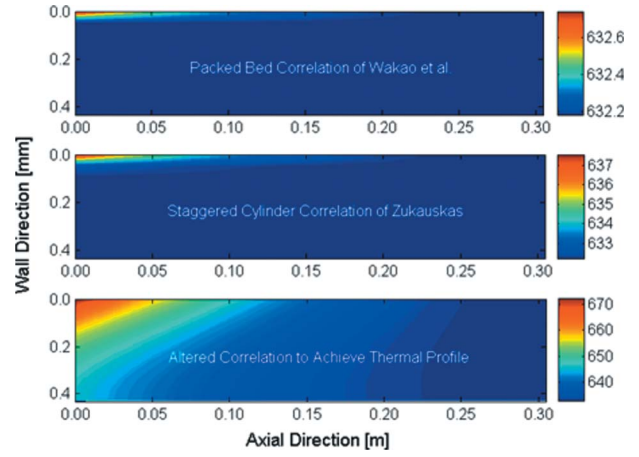 0.0
0.2
0.4
Packed Bed Correlation of Wakao et al.
0.00 0.05 0.10 0.15 0.20 0.25 0.30
632.6
632.4
632.2
0.0
0.2
0.4
Staggered Cylinder Correlation of Zukauskas
0.00 0.05 0.10 0.15 0.20 0.25 0.30
637
636
635
634
633
Wall Direction [mm]
0.0
0.2
0.4
Altered Correlation to Achieve Thermal Profile
0.00 0.05 0.10 0.15 0.20 0.25 0.30
670
660
650
640
Axial Direction [m]